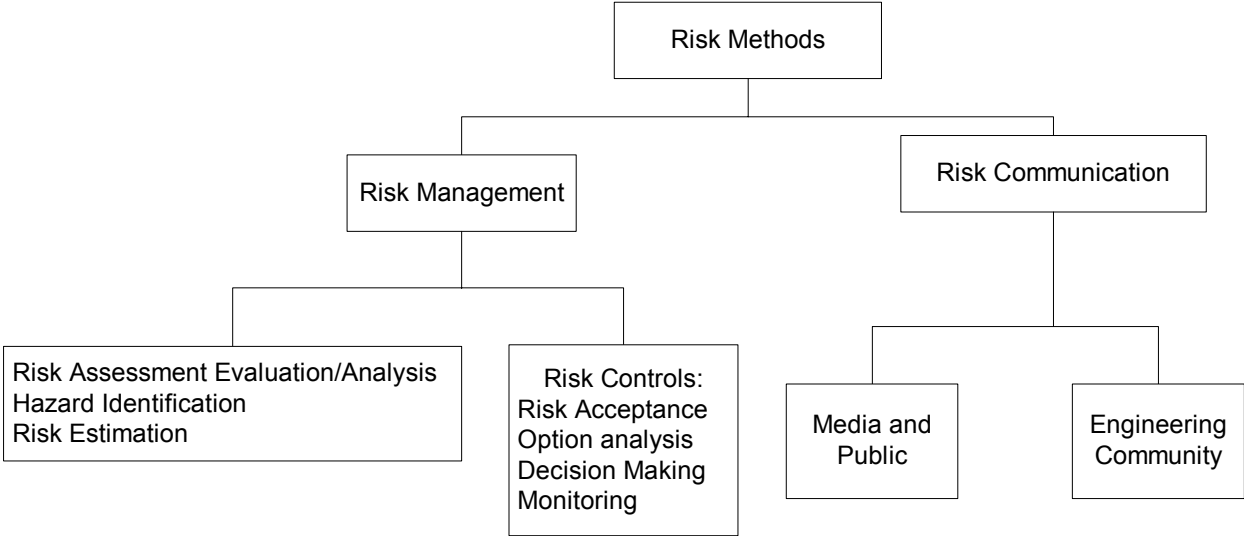 Risk Methods
Risk Management
Risk Communication
Risk Assessment Evaluation/Analysis
Hazard Identification
Risk Estimation
Risk Controls:
Risk Acceptance
Option analysis
Decision Making
Monitoring
Media and
Public
Engineering
Community